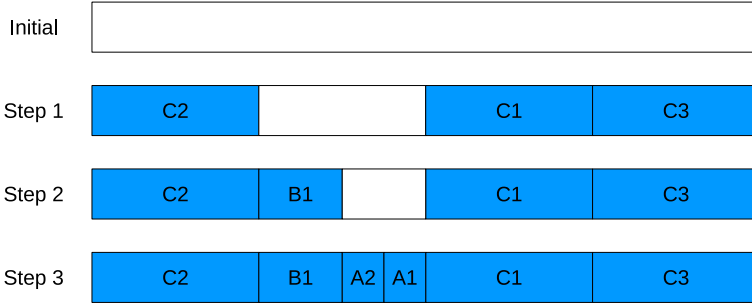 Initial
Step 1 C2 C1 C3
Step 2 C2 B1 C1 C3
Step 3 C2 B1 A2 A1 C1 C3